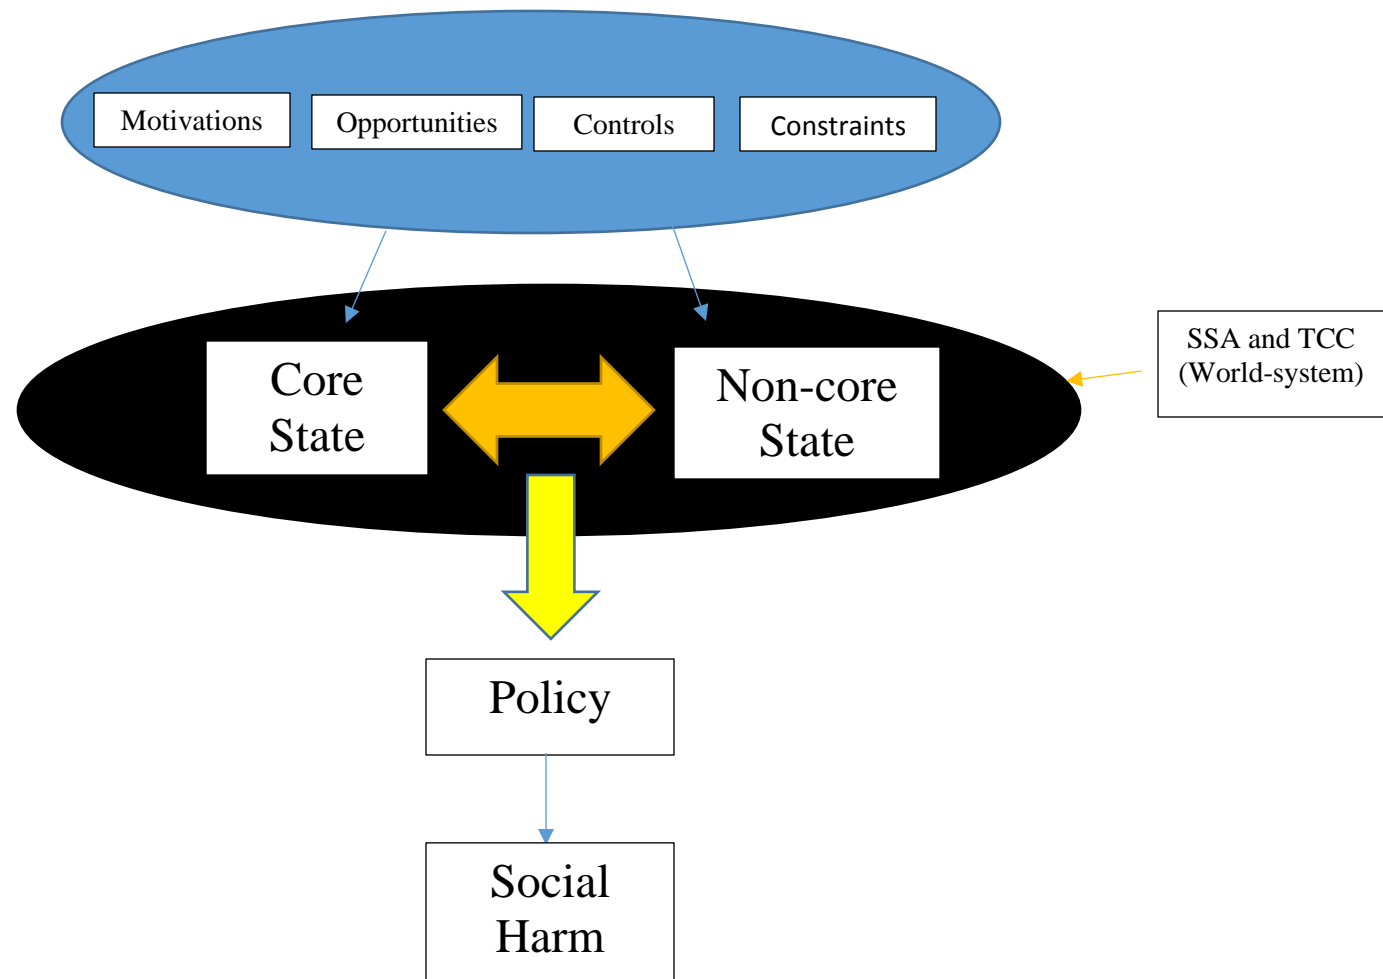 Motivations
Opportunities
Controls
Constraints
Core
State
Non-core
State
SSA and TCC
(World-system)
Policy
Social
Harm